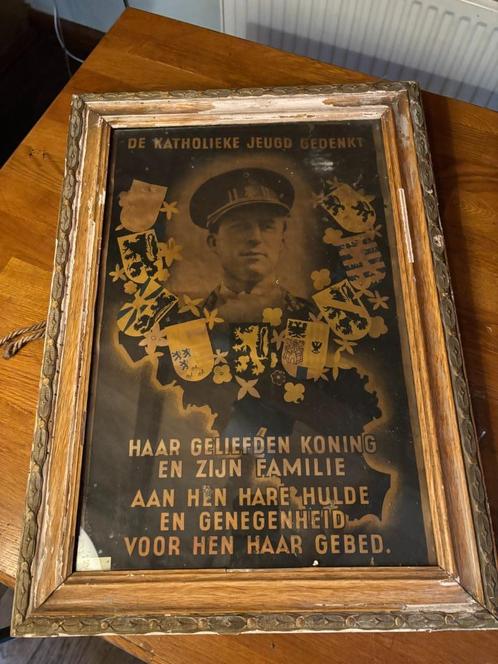 DE KATHOLIEKE JEUGD GEDENKT
HAAR GELIEFDEN KONING
EN ZIJN FAMILIE
AAN HEN HARE HULDE
EN GENEGENHEID
VOOR HEN HAAR GEBED.